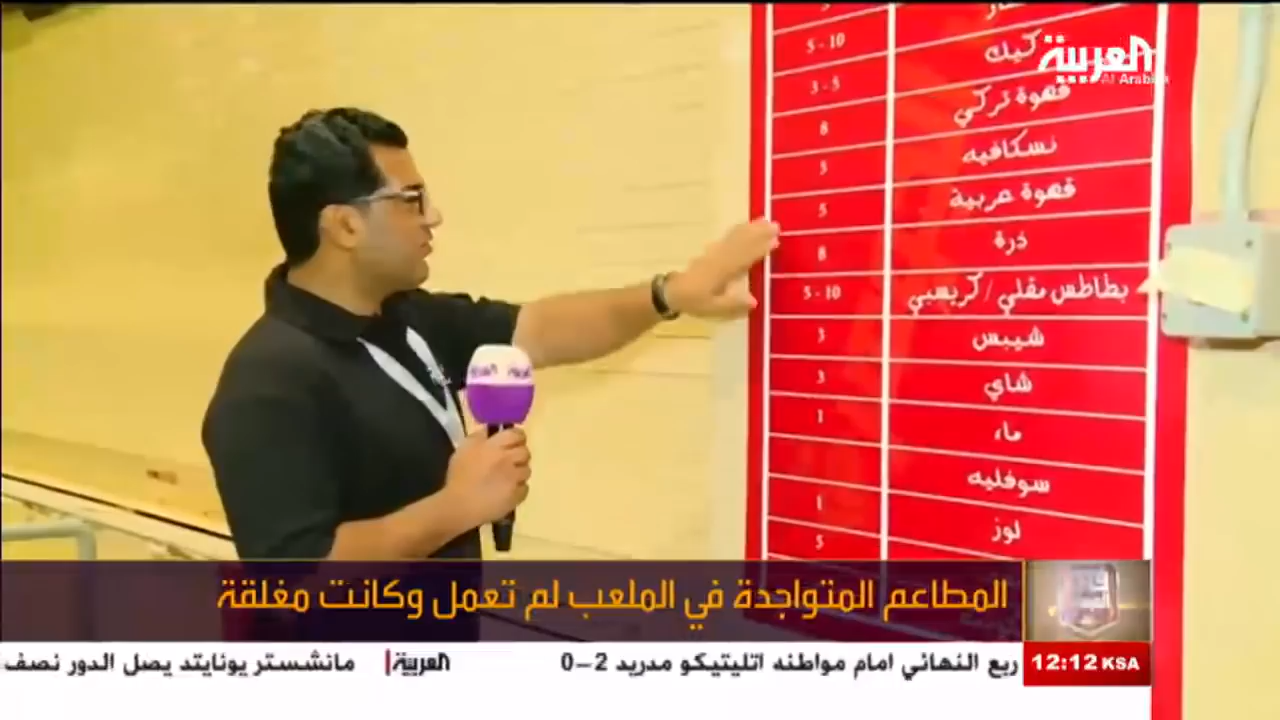 العربية
Al Arabiya
كيك
5 - 10
قهوة تركي
3 - 5
نسكافيه
8
قهوة عربية
3
ذرة
5
بطاطس مقلي / كريسبي
8
شيبس
5 - 10
شاي
3
ماء
3
سوفليه
1
لوز
1
5
المطاعم المتواجدة في الملعب لم تعمل وكانت مغلقة
12:12 KSA
ربع النهائي امام مواطنه اتليتيكو مدريد 2-0
العربية
مانشستر يونايتد يصل الدور نصف